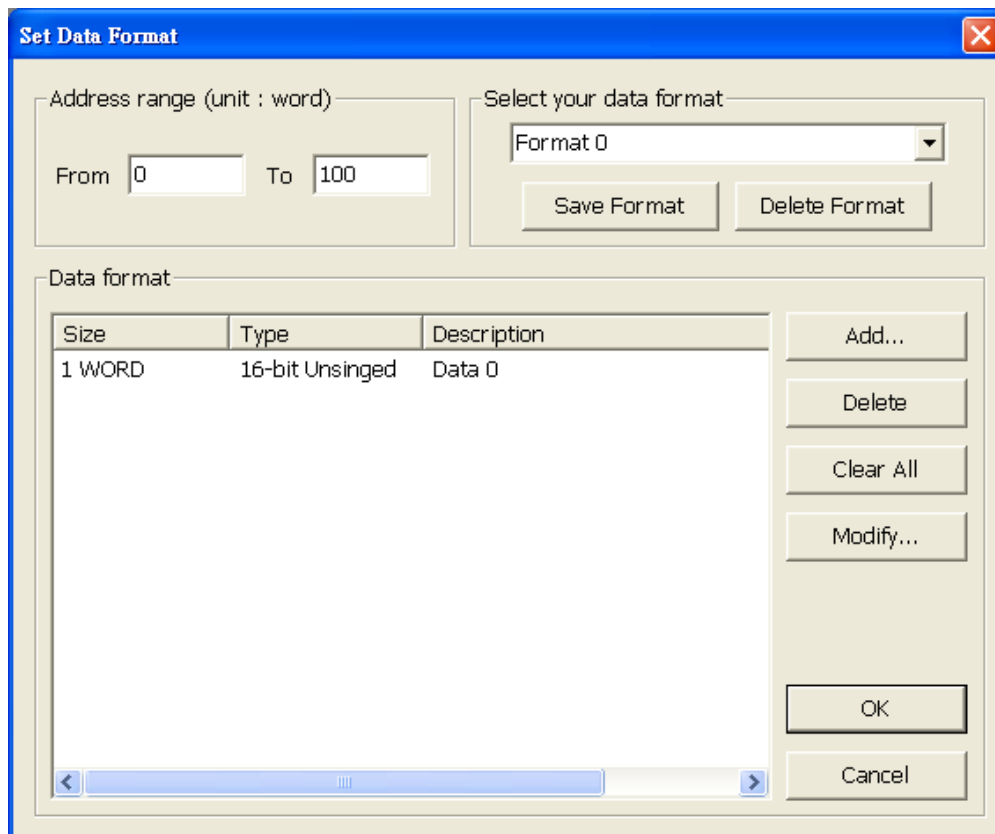 Set Data Format
Address range (unit : word)
From 0 To 100
Select your data format
Format 0
Save Format Delete Format
Data format
Size Type Description
1 WORD 16-bit Unsinged Data 0
Add...
Delete
Clear All
Modify...
OK
Cancel